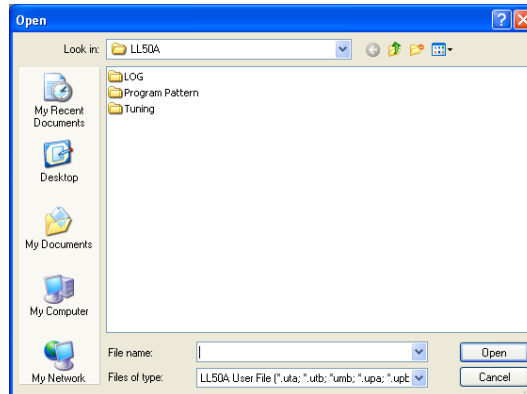 Open
Look in:
LL50A
LOG
Program Pattern
Tuning
My Recent
Documents
Desktop
My Documents
My Computer
My Network
File name:
Open
Files of type:
LL50A User File (*.uta; *.utb; *umb; *.upa; *.upb
Cancel